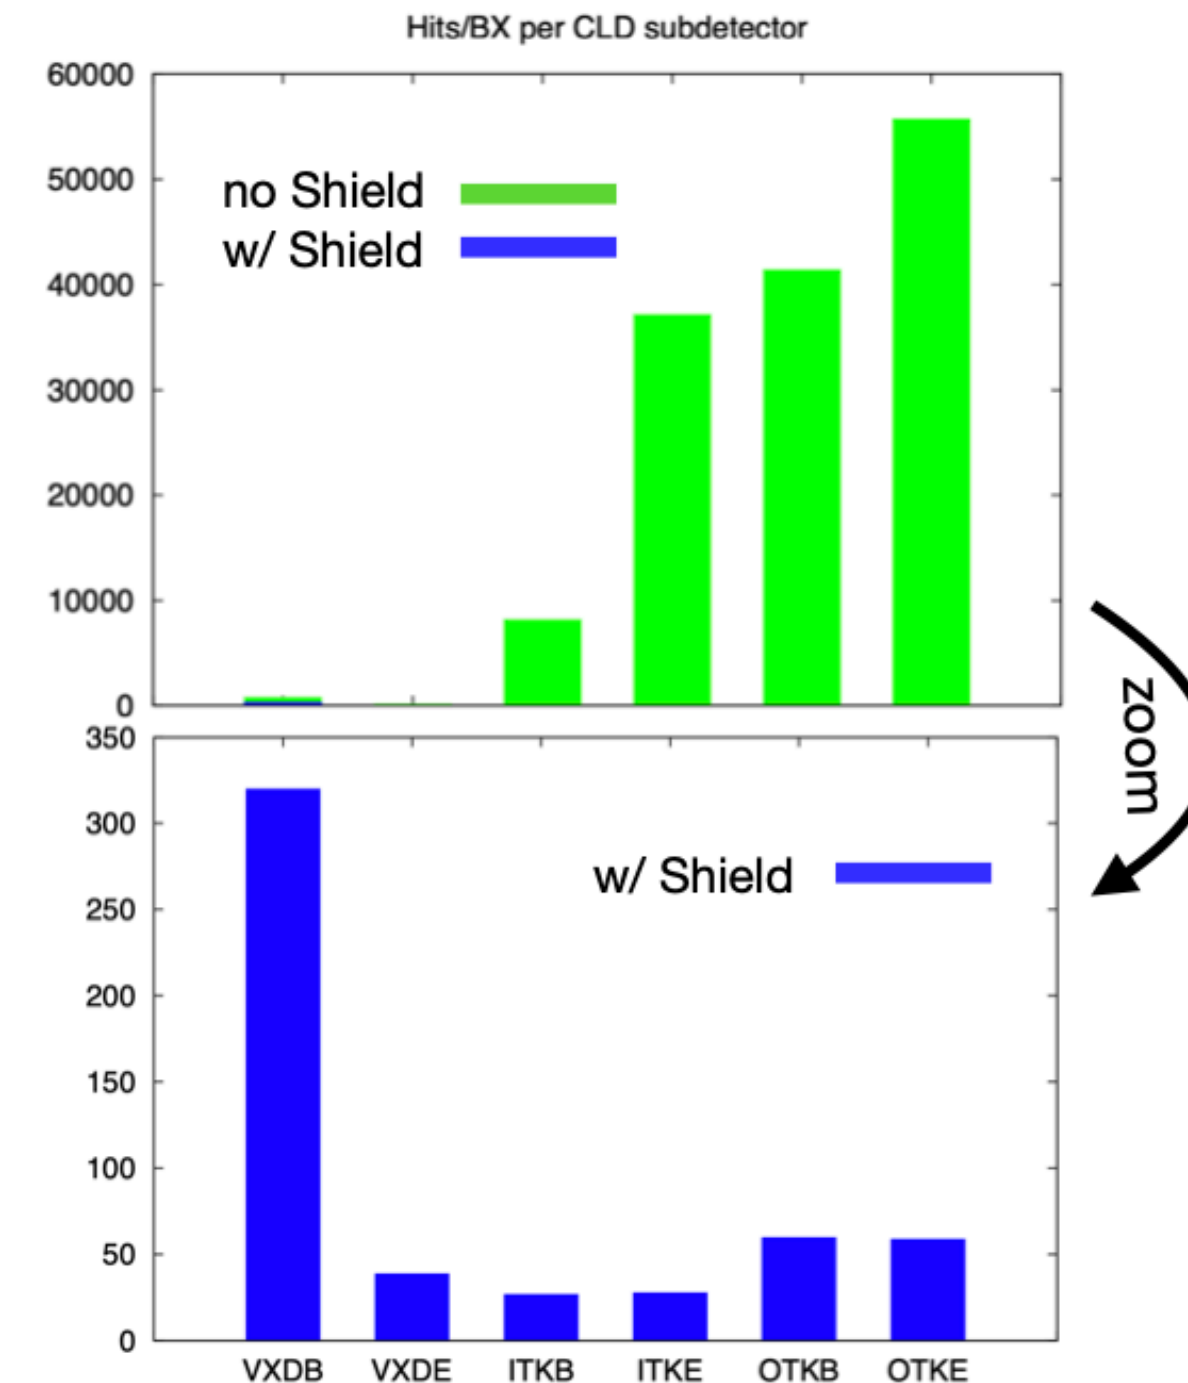 Hits/BX per CLD subdetector
60000
50000
40000
30000
20000
10000
0
no Shield
w/ Shield
zoom
350
300
250
200
150
100
50
0
w/ Shield
VXDB VXDE ITKB ITKE OTKB OTKE